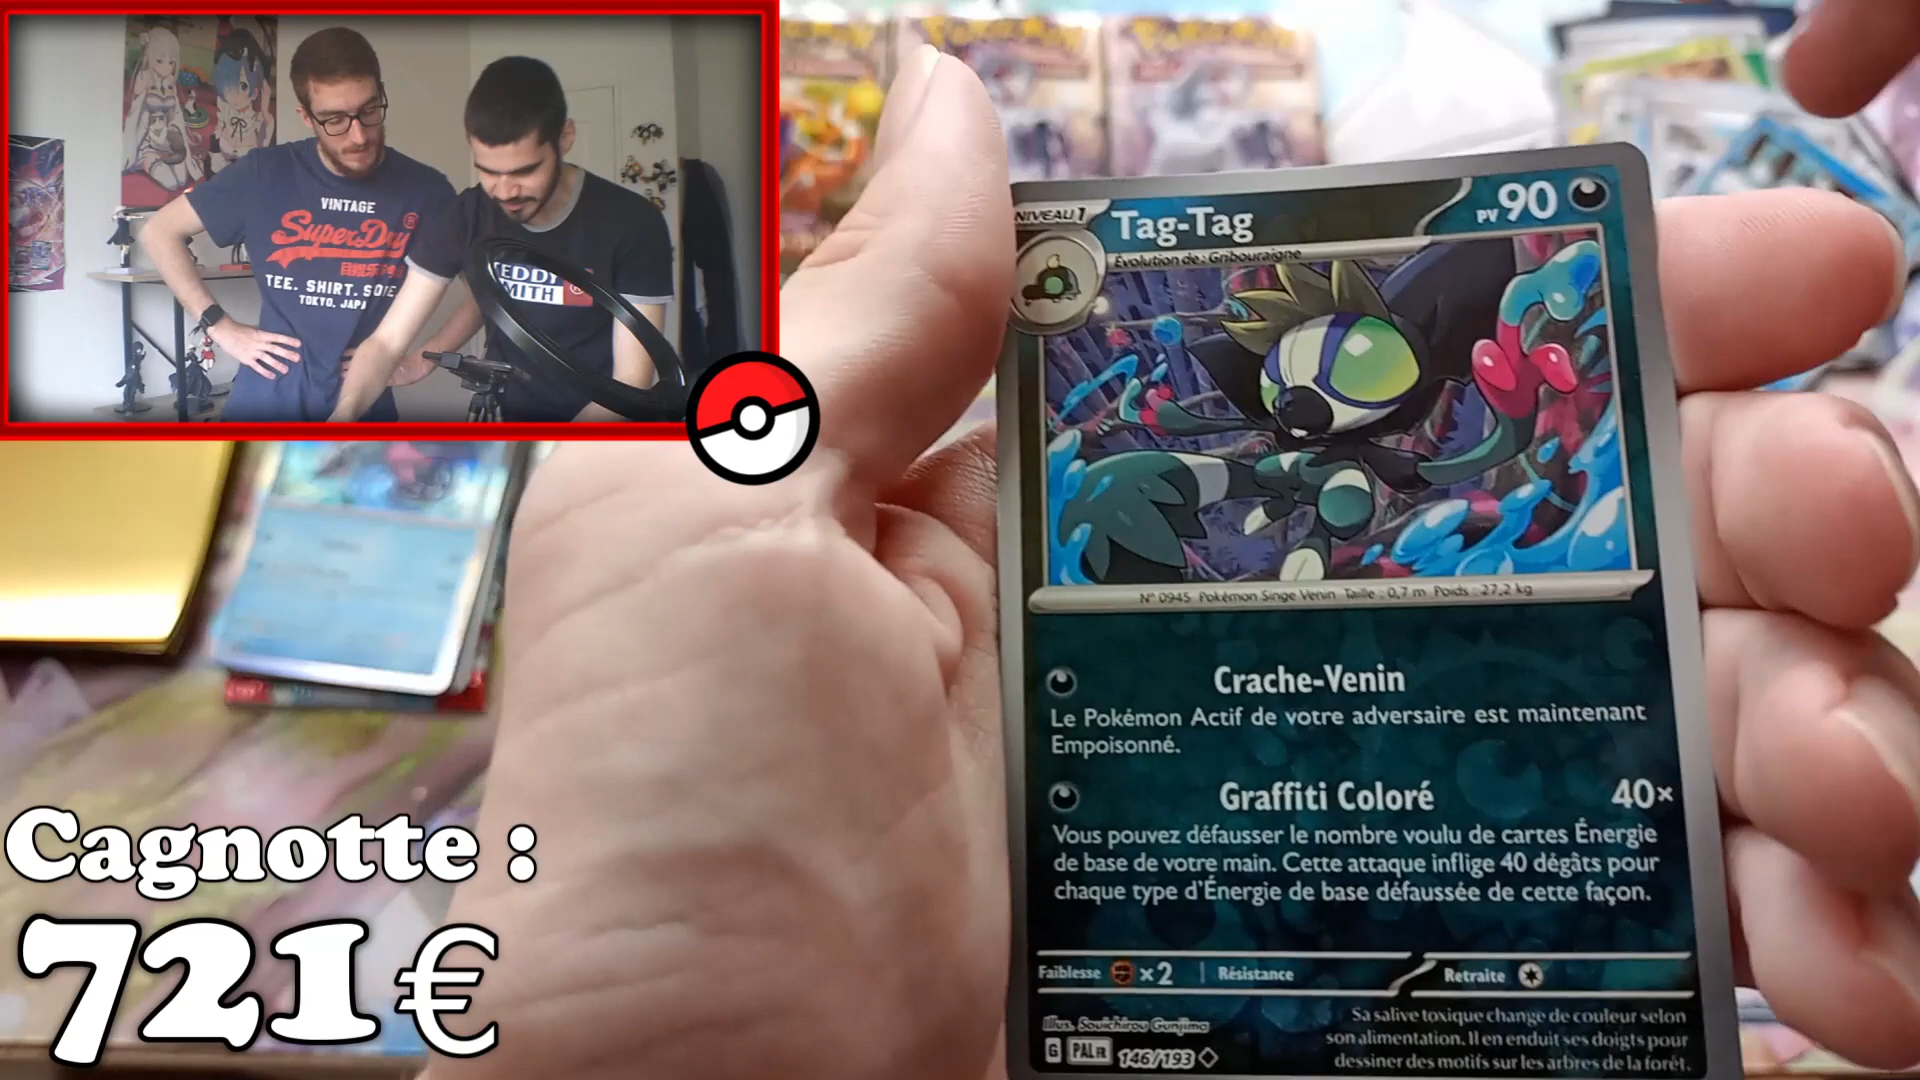 VINTAGE
SuperDry®
TEE. SHIRT.
TOKYO. JAPA
TEDDY
SMITH
Cagnotte :
721€
POKéMON
POKéMON
NIVEAU 1
Tag-Tag
PV 90
Évolution de : Gribouraigne
N° 0945 Pokémon Singe Venin Taille : 0,7 m Poids : 27,2 kg
Crache-Venin
Le Pokémon Actif de votre adversaire est maintenant
Empoisonné.
Graffiti Coloré 40×
Vous pouvez défausser le nombre voulu de cartes Énergie
de base de votre main. Cette attaque inflige 40 dégâts pour
chaque type d'Énergie de base défaussée de cette façon.
Faiblesse ×2 Résistance Retraite
Illus. Souichirou Gunjima
G PAL FR 146/193
Sa salive toxique change de couleur selon
son alimentation. Il en enduit ses doigts pour
dessiner des motifs sur les arbres de la forêt.